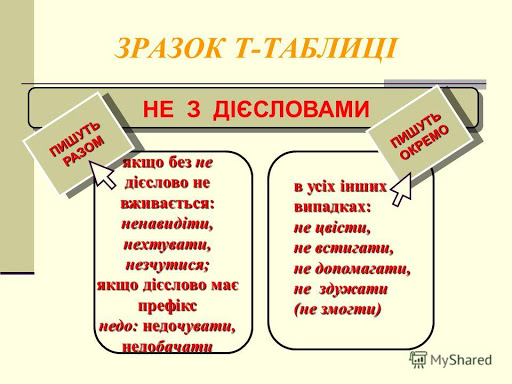 ЗРАЗОК Т-ТАБЛИЦІ
НЕ З ДІЄСЛОВАМИ
ПИШУТЬ
РАЗОМ
ПИШУТЬ
ОКРЕМО
якщо без не
дієслово не
вживається:
ненавидіти,
нехтувати,
незчутися;
якщо дієслово має
префікс
недо: недочувати,
недобачати
в усіх інших
випадках:
не цвісти,
не встигати,
не допомагати,
не здужати
(не змогти)
MyShared